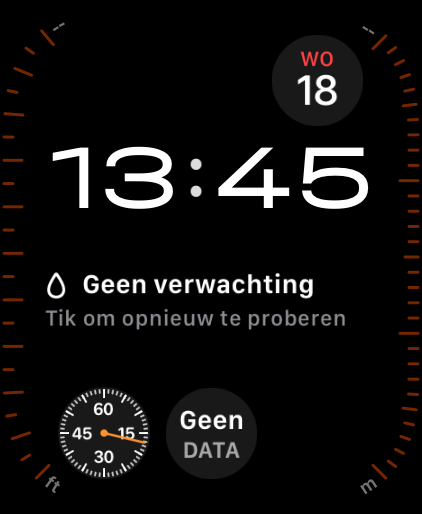 --
--
WO
18
13:45
Geen verwachting
Tik om opnieuw te proberen
60
45
15
30
Geen
DATA
ft
m